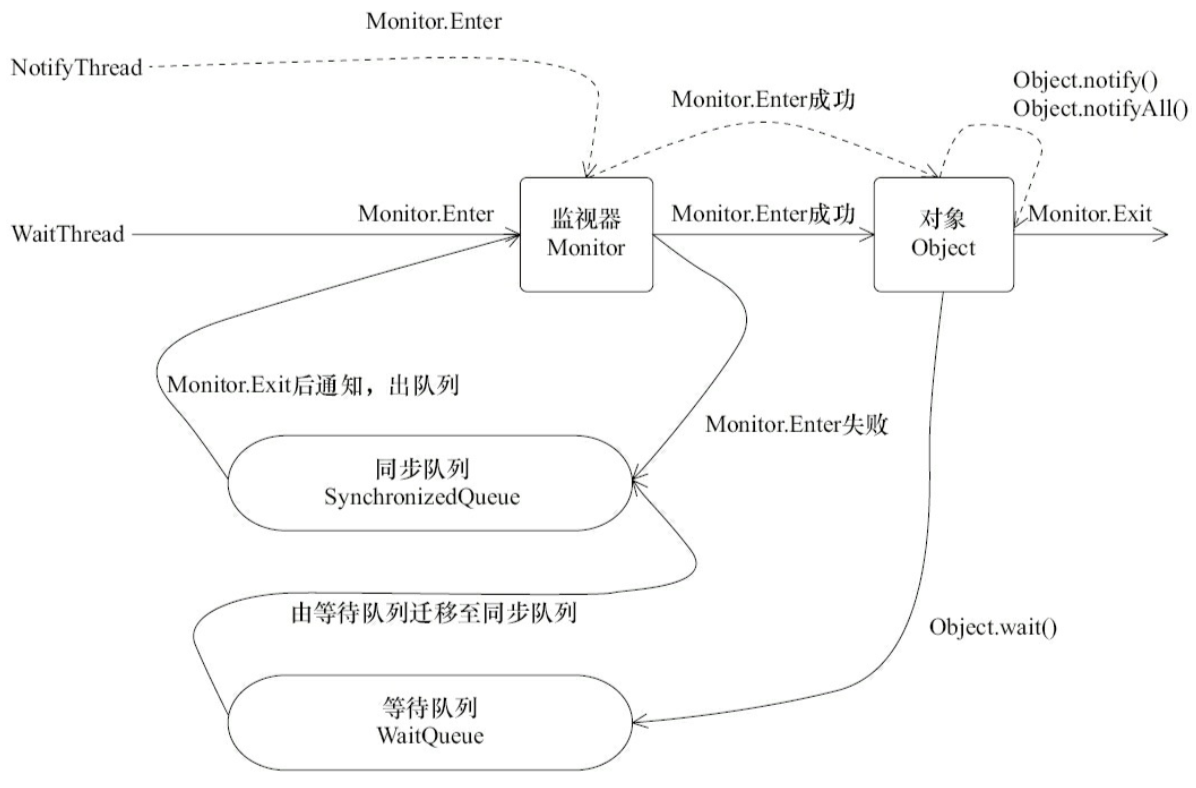 Monitor.Enter
NotifyThread
Monitor.Enter成功
Object.notify()
Object.notifyAll()
WaitThread
Monitor.Enter
监视器
Monitor
Monitor.Enter成功
对象
Object
Monitor.Exit
Monitor.Exit后通知，出队列
Monitor.Enter失败
同步队列
SynchronizedQueue
由等待队列迁移至同步队列
Object.wait()
等待队列
WaitQueue